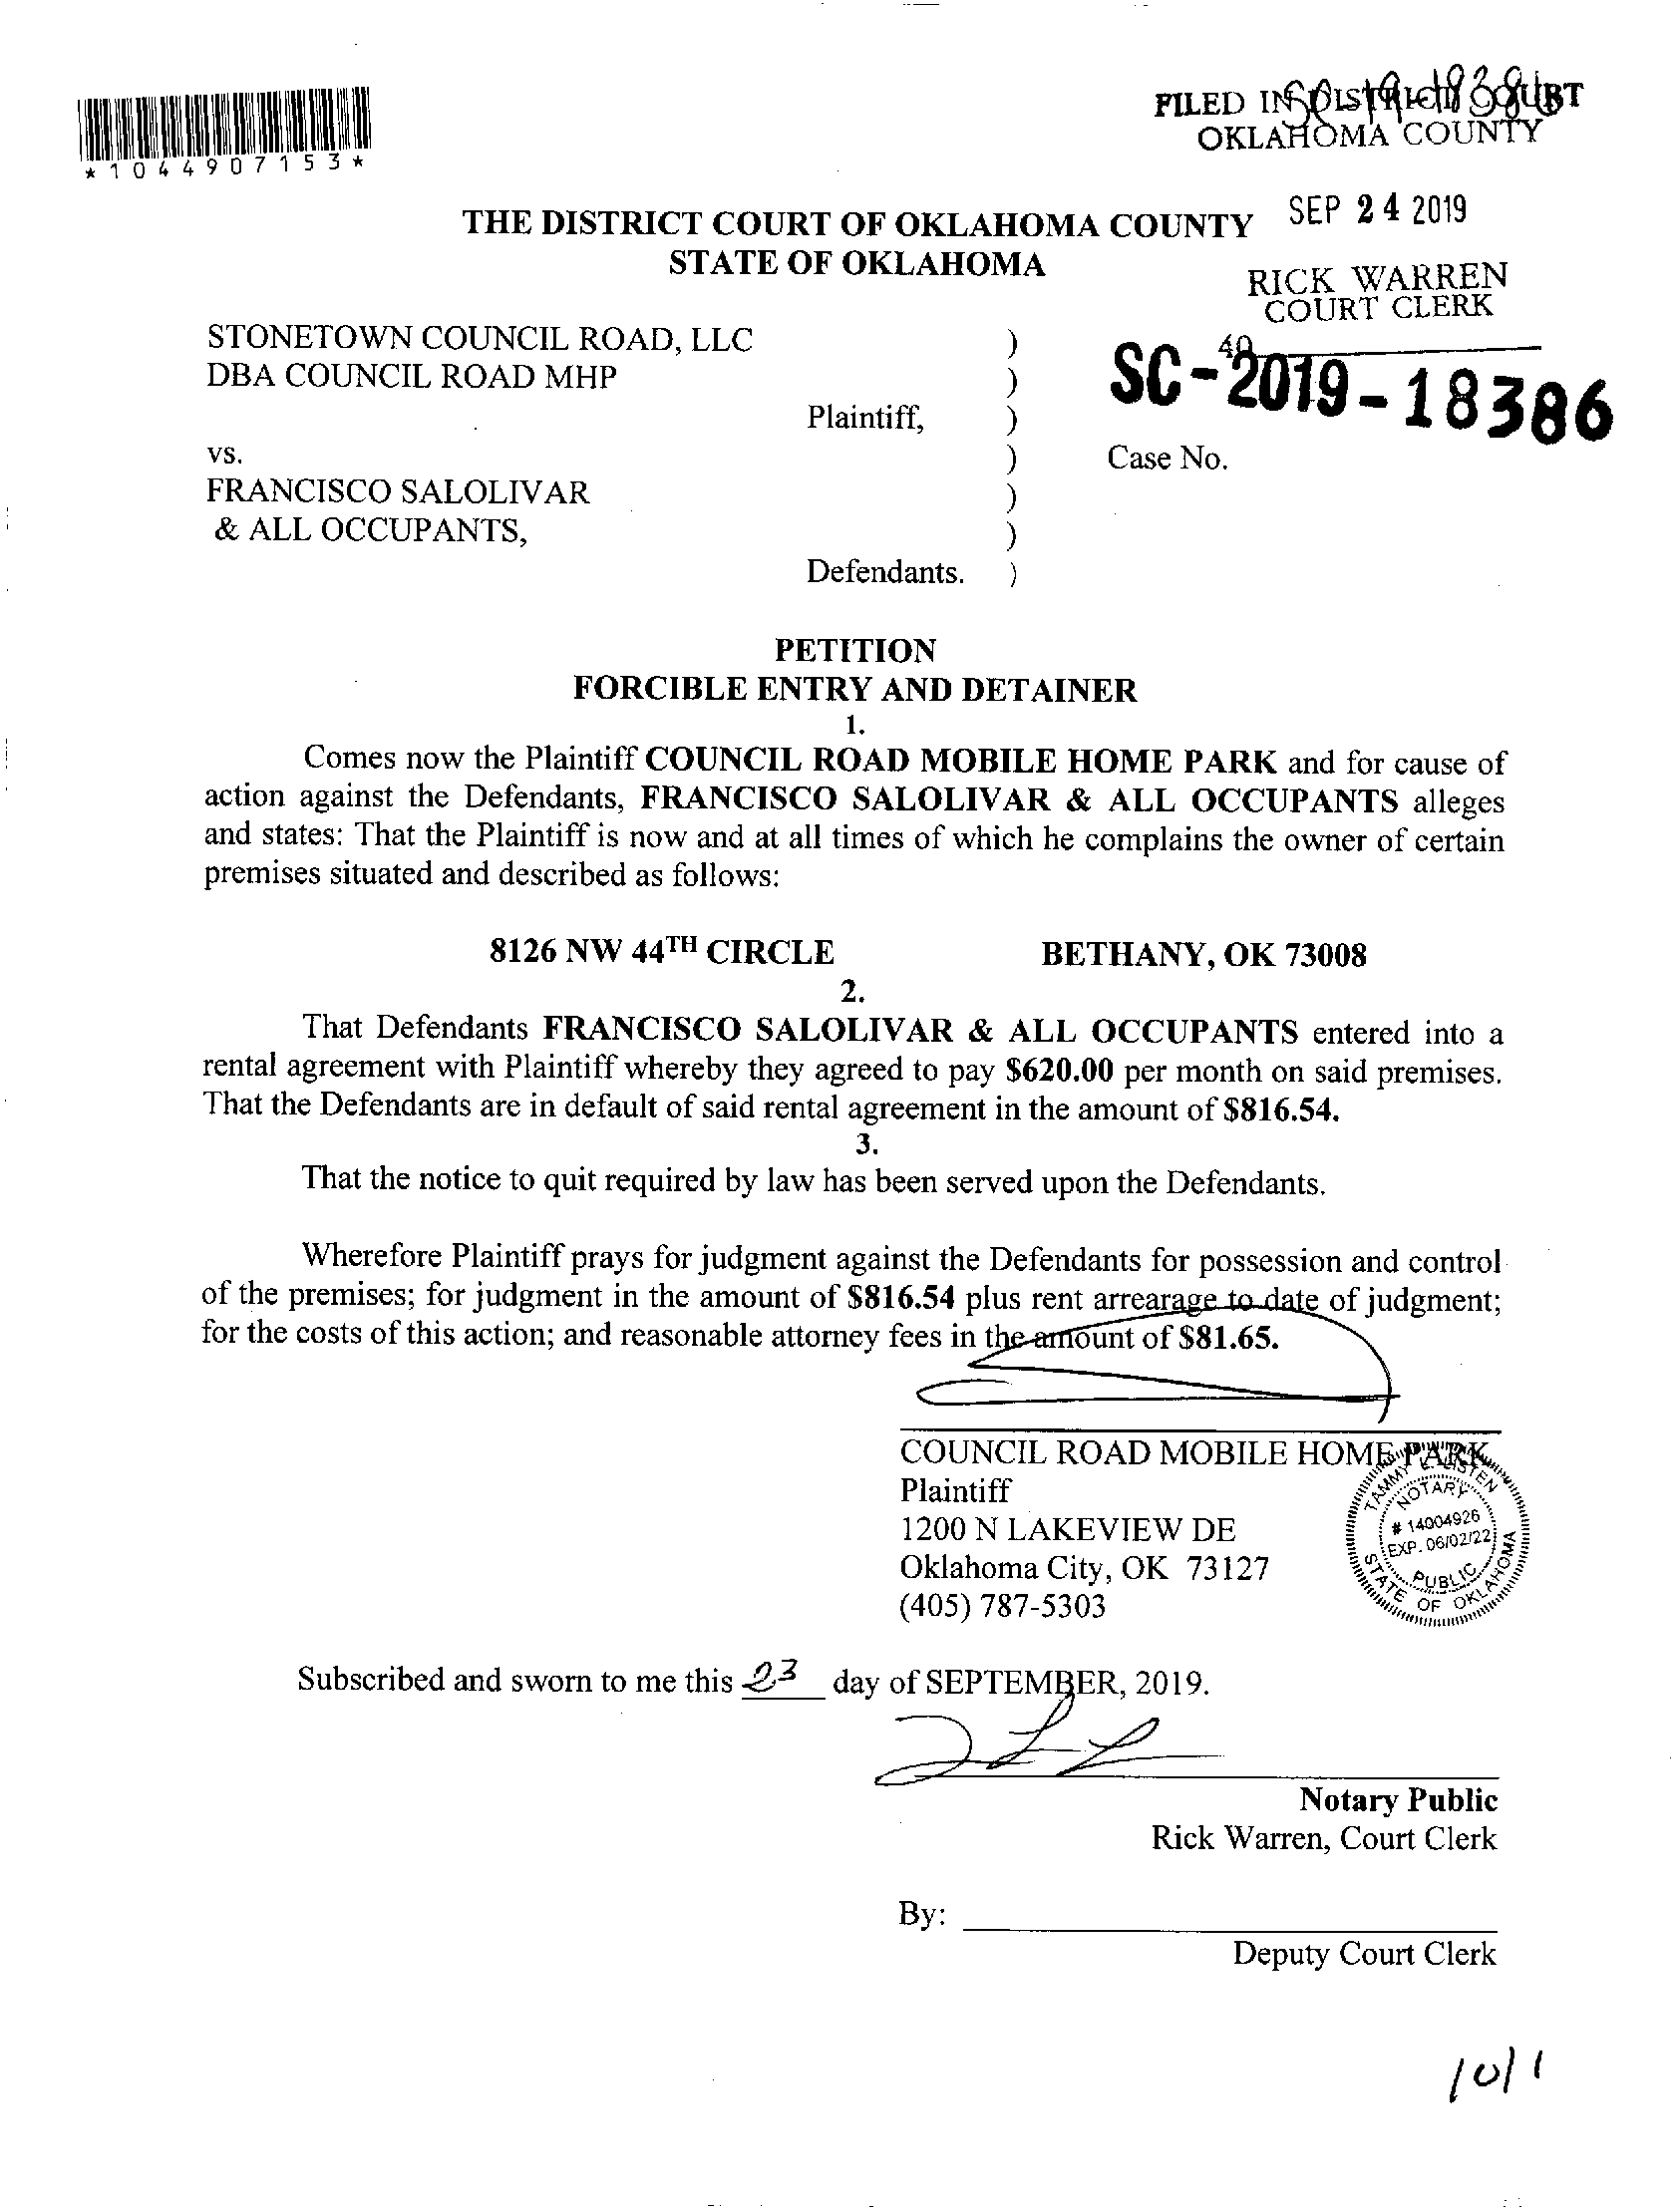 *1044907153*
SC-19-18386
FILED IN DISTRICT COURT
OKLAHOMA COUNTY
SEP 24 2019
THE DISTRICT COURT OF OKLAHOMA COUNTY
STATE OF OKLAHOMA
RICK WARREN
COURT CLERK
40
SC-2019-18386
STONETOWN COUNCIL ROAD, LLC )
DBA COUNCIL ROAD MHP )
Plaintiff, )
vs. ) Case No.
FRANCISCO SALOLIVAR )
& ALL OCCUPANTS, )
Defendants. )
PETITION
FORCIBLE ENTRY AND DETAINER
1.
Comes now the Plaintiff COUNCIL ROAD MOBILE HOME PARK and for cause of
action against the Defendants, FRANCISCO SALOLIVAR & ALL OCCUPANTS alleges
and states: That the Plaintiff is now and at all times of which he complains the owner of certain
premises situated and described as follows:
8126 NW 44TH CIRCLE BETHANY, OK 73008
2.
That Defendants FRANCISCO SALOLIVAR & ALL OCCUPANTS entered into a
rental agreement with Plaintiff whereby they agreed to pay $620.00 per month on said premises.
That the Defendants are in default of said rental agreement in the amount of $816.54.
3.
That the notice to quit required by law has been served upon the Defendants.
Wherefore Plaintiff prays for judgment against the Defendants for possession and control
of the premises; for judgment in the amount of $816.54 plus rent arrearage to date of judgment;
for the costs of this action; and reasonable attorney fees in the amount of $81.65.
COUNCIL ROAD MOBILE HOME PARK
Plaintiff
1200 N LAKEVIEW DE
Oklahoma City, OK 73127
(405) 787-5303
TAMMY L. LISTEN
NOTARY
# 14004926
EXP. 06/02/22
PUBLIC
STATE OF OKLAHOMA
Subscribed and sworn to me this 23 day of SEPTEMBER, 2019.
Notary Public
Rick Warren, Court Clerk
By:
Deputy Court Clerk
10/1